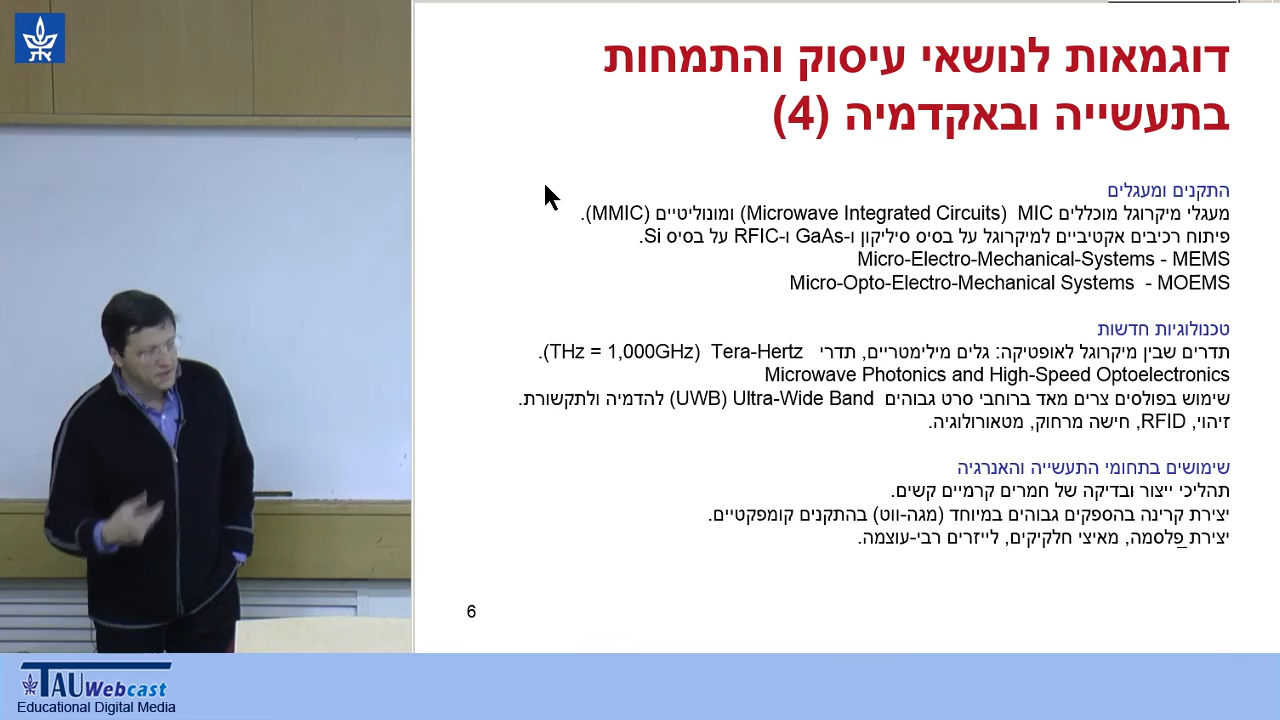 דוגמאות לנושאי עיסוק והתמחות
בתעשייה ובאקדמיה (4)
התקנים ומעגלים
מעגלי מיקרוגל מוכללים MIC (Microwave Integrated Circuits) ומונוליטיים (MMIC).
פיתוח רכיבים אקטיביים למיקרוגל על בסיס סיליקון ו-GaAs ו-RFIC על בסיס Si.
Micro-Electro-Mechanical-Systems - MEMS
Micro-Opto-Electro-Mechanical Systems - MOEMS
טכנולוגיות חדשות
תדרים שבין מיקרוגל לאופטיקה: גלים מילימטריים, תדרי Tera-Hertz (THz = 1,000GHz).
Microwave Photonics and High-Speed Optoelectronics
שימוש בפולסים צרים מאד ברוחבי סרט גבוהים Ultra-Wide Band (UWB) להדמיה ולתקשורת.
זיהוי, RFID, חישה מרחוק, מטאורולוגיה.
שימושים בתחומי התעשייה והאנרגיה
תהליכי ייצור ובדיקה של חמרים קרמיים קשים.
יצירת קרינה בהספקים גבוהים במיוחד (מגה-ווט) בהתקנים קומפקטיים.
יצירת פלסמה, מאיצי חלקיקים, לייזרים רבי-עוצמה.
6
TAU Webcast
Educational Digital Media